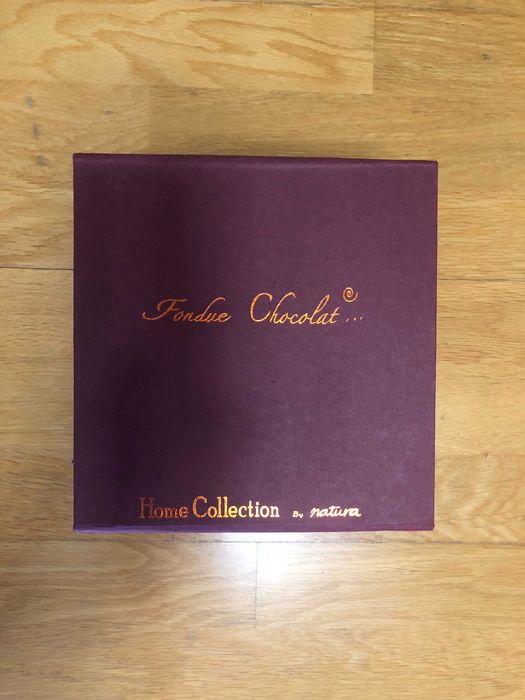 Fondue Chocolat...
Home Collection By natura